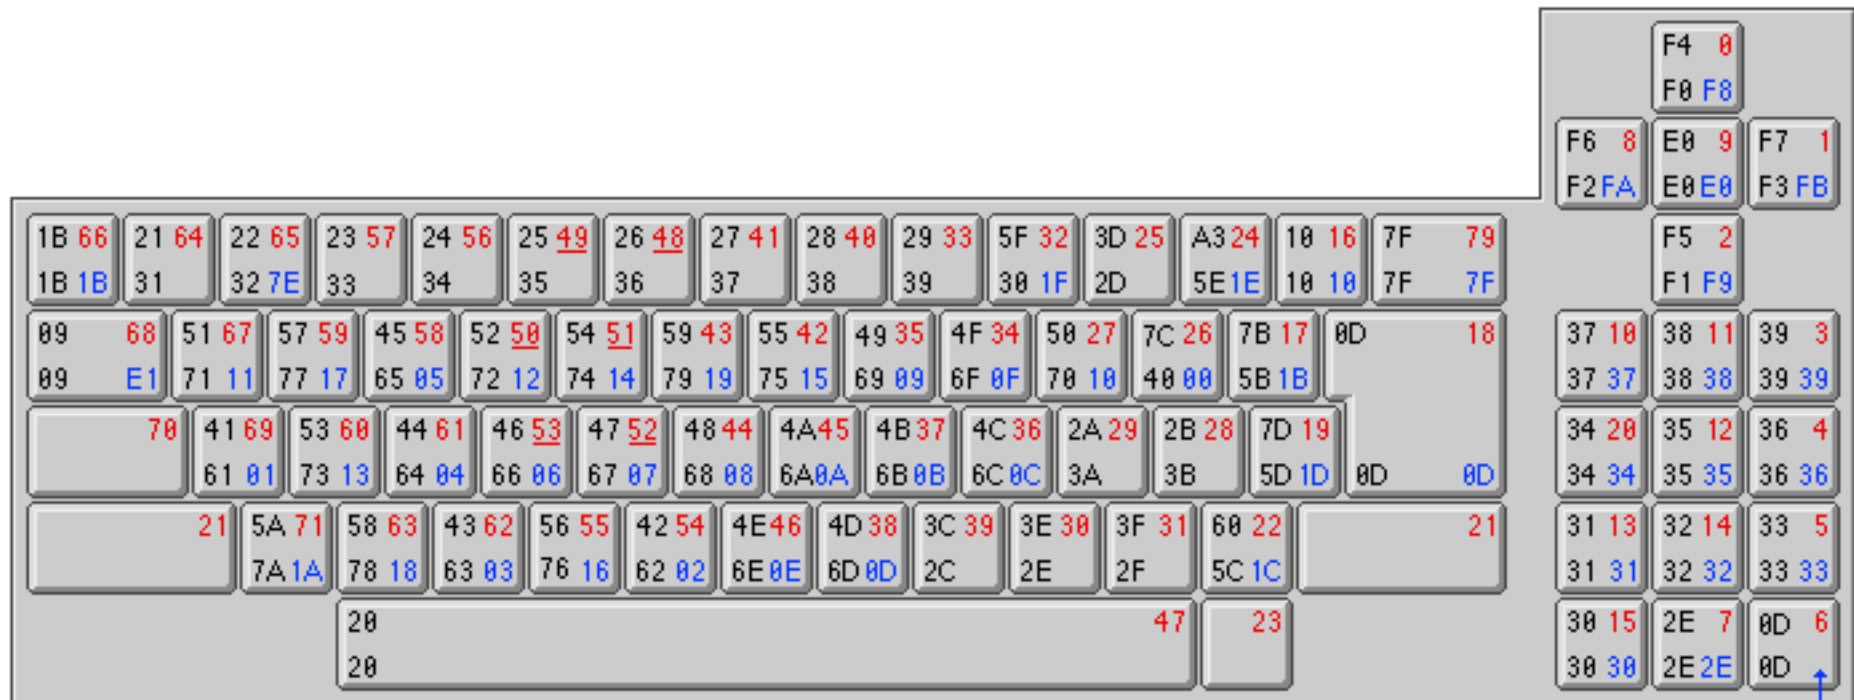 F4 0
F0 F8
F6 8 E0 9 F7 1
F2 FA E0 E0 F3 FB
1B 66 21 64 22 65 23 57 24 56 25 49 26 48 27 41 28 40 29 33 5F 32 3D 25 A3 24 10 16 7F 79 F5 2
1B 1B 31 32 7E 33 34 35 36 37 38 39 30 1F 2D 5E 1E 10 10 7F 7F F1 F9
09 68 51 67 57 59 45 58 52 50 54 51 59 43 55 42 49 35 4F 34 50 27 7C 26 7B 17 0D 18 37 10 38 11 39 3
09 E1 71 11 77 17 65 05 72 12 74 14 79 19 75 15 69 09 6F 0F 70 10 40 00 5B 1B 37 37 38 38 39 39
70 41 69 53 60 44 61 46 53 47 52 48 44 4A 45 4B 37 4C 36 2A 29 2B 28 7D 19 34 20 35 12 36 4
61 01 73 13 64 04 66 06 67 07 68 08 6A 0A 6B 0B 6C 0C 3A 3B 5D 1D 0D 0D 34 34 35 35 36 36
21 5A 71 58 63 43 62 56 55 42 54 4E 46 4D 38 3C 39 3E 30 3F 31 60 22 21 31 13 32 14 33 5
7A 1A 78 18 63 03 76 16 62 02 6E 0E 6D 0D 2C 2E 2F 5C 1C 31 31 32 32 33 33
20 47 23 30 15 2E 7 0D 6
20 30 30 2E 2E 0D